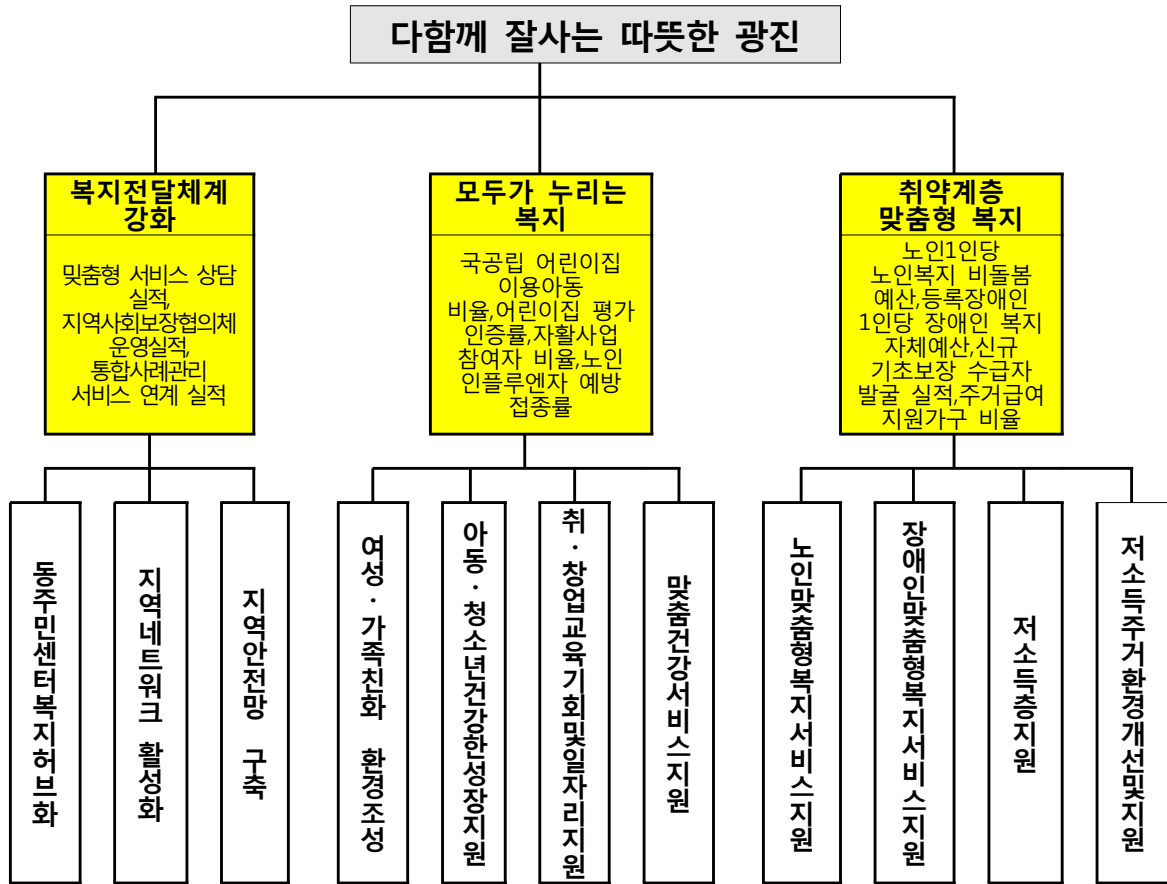 다함께 잘사는 따뜻한 광진
복지전달체계
강화
맞춤형 서비스 상담
실적,
지역사회보장협의체
운영실적,
통합사례관리
서비스 연계 실적
모두가 누리는
복지
국공립 어린이집
이용아동
비율,어린이집 평가
인증률,자활사업
참여자 비율,노인
인플루엔자 예방
접종률
취약계층
맞춤형 복지
노인1인당
노인복지 비돌봄
예산,등록장애인
1인당 장애인 복지
자체예산,신규
기초보장 수급자
발굴 실적,주거급여
지원가구 비율
동주민센터복지허브화
지역네트워크 활성화
지역안전망 구축
여성·가족친화 환경조성
아동·청소년건강한성장지원
취·창업교육기회및일자리지원
맞춤건강서비스지원
노인맞춤형복지서비스지원
장애인맞춤형복지서비스지원
저소득층지원
저소득주거환경개선및지원